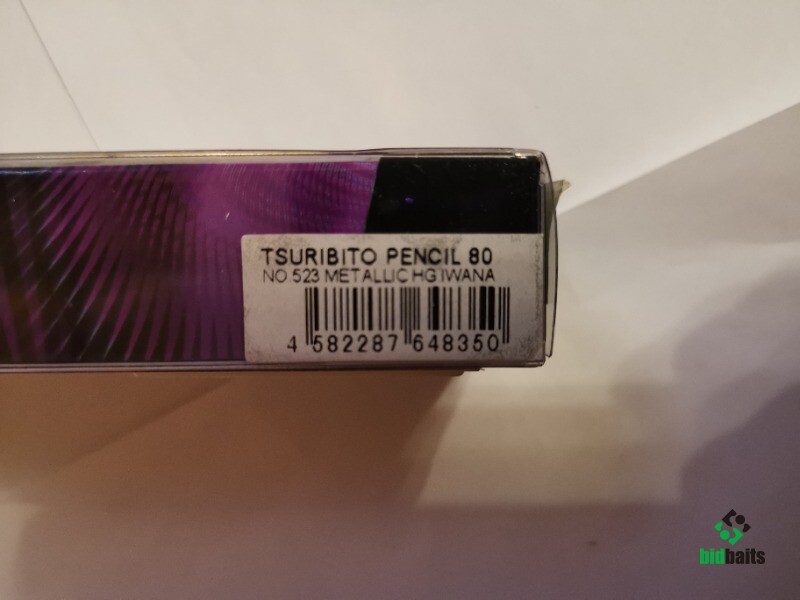 TSURIBITO PENCIL 80
NO 523 METALLIC HG IWANA
4 582287 648350
bidbaits